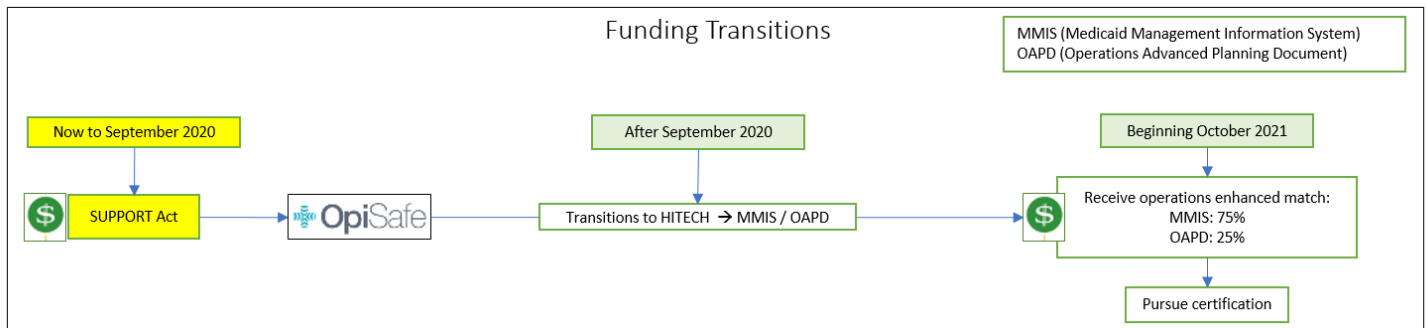 Funding Transitions
MMIS (Medicaid Management Information System)
OAPD (Operations Advanced Planning Document)
Now to September 2020
After September 2020
Beginning October 2021
$ SUPPORT Act
OpiSafe
Transitions to HITECH → MMIS / OAPD
$
Receive operations enhanced match:
MMIS: 75%
OAPD: 25%
Pursue certification